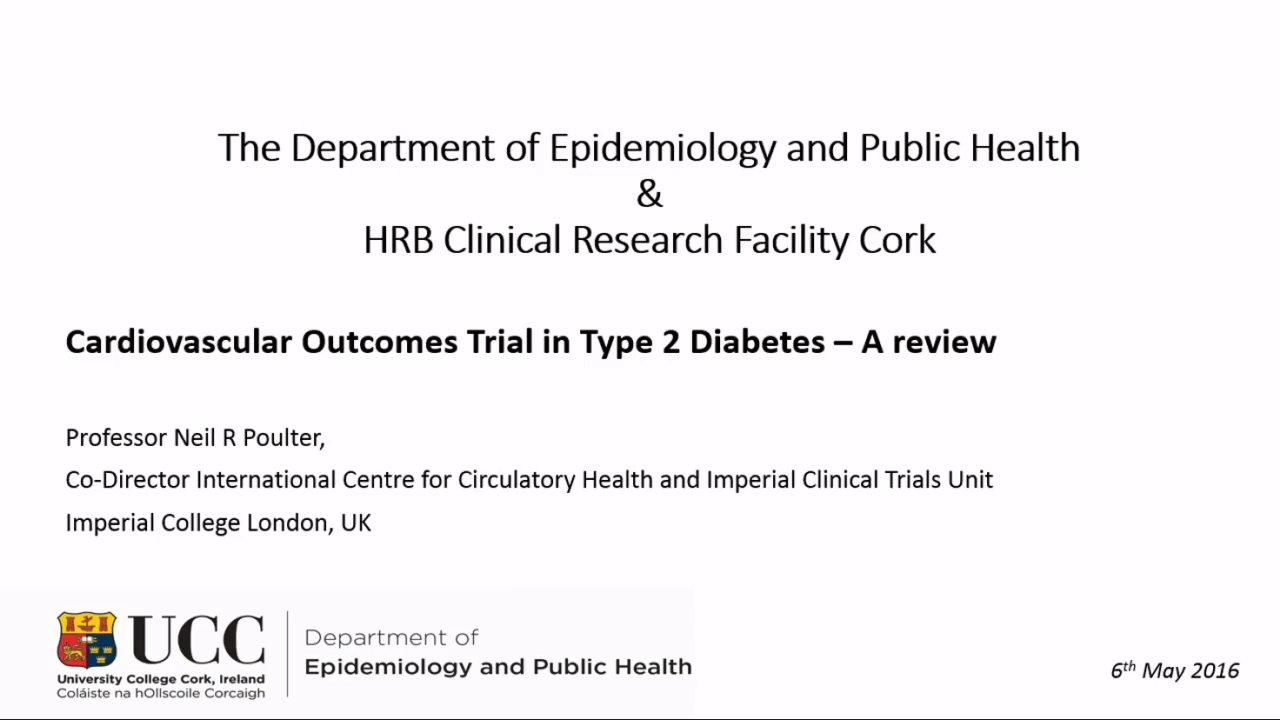 The Department of Epidemiology and Public Health
&
HRB Clinical Research Facility Cork
Cardiovascular Outcomes Trial in Type 2 Diabetes – A review
Professor Neil R Poulter,
Co-Director International Centre for Circulatory Health and Imperial Clinical Trials Unit
Imperial College London, UK
UCC
University College Cork, Ireland
Coláiste na hOllscoile Corcaigh
Department of
Epidemiology and Public Health
6th May 2016